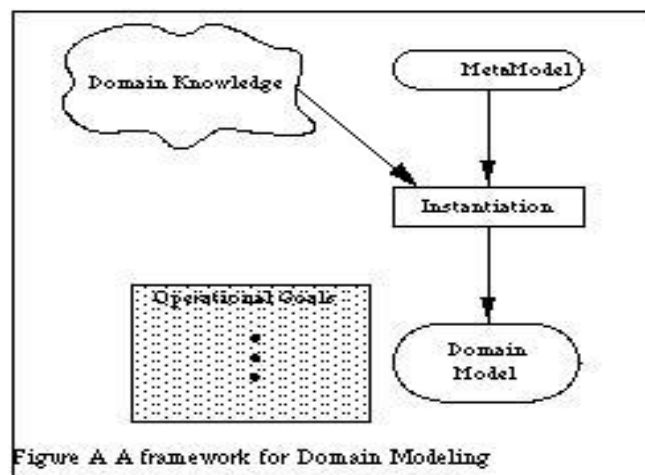 Domain Knowledge
MetaModel
Instantiation
Operational Goals
Domain
Model
Figure A A framework for Domain Modeling